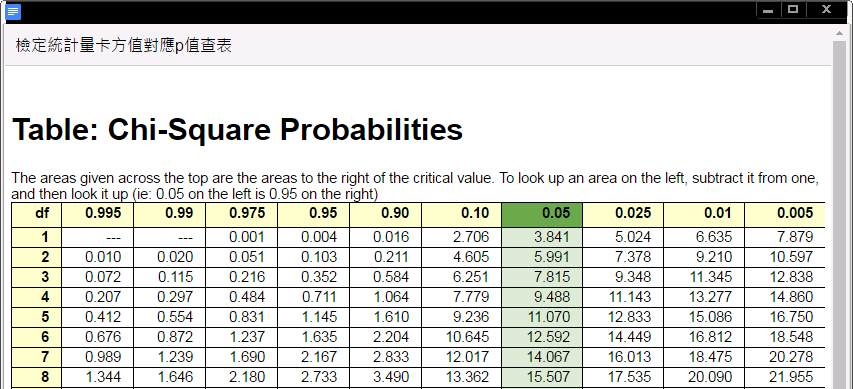 檢定統計量卡方值對應p值查表
Table: Chi-Square Probabilities
The areas given across the top are the areas to the right of the critical value. To look up an area on the left, subtract it from one,
and then look it up (ie: 0.05 on the left is 0.95 on the right)
df 0.995 0.99 0.975 0.95 0.90 0.10 0.05 0.025 0.01 0.005
1 --- --- 0.001 0.004 0.016 2.706 3.841 5.024 6.635 7.879
2 0.010 0.020 0.051 0.103 0.211 4.605 5.991 7.378 9.210 10.597
3 0.072 0.115 0.216 0.352 0.584 6.251 7.815 9.348 11.345 12.838
4 0.207 0.297 0.484 0.711 1.064 7.779 9.488 11.143 13.277 14.860
5 0.412 0.554 0.831 1.145 1.610 9.236 11.070 12.833 15.086 16.750
6 0.676 0.872 1.237 1.635 2.204 10.645 12.592 14.449 16.812 18.548
7 0.989 1.239 1.690 2.167 2.833 12.017 14.067 16.013 18.475 20.278
8 1.344 1.646 2.180 2.733 3.490 13.362 15.507 17.535 20.090 21.955